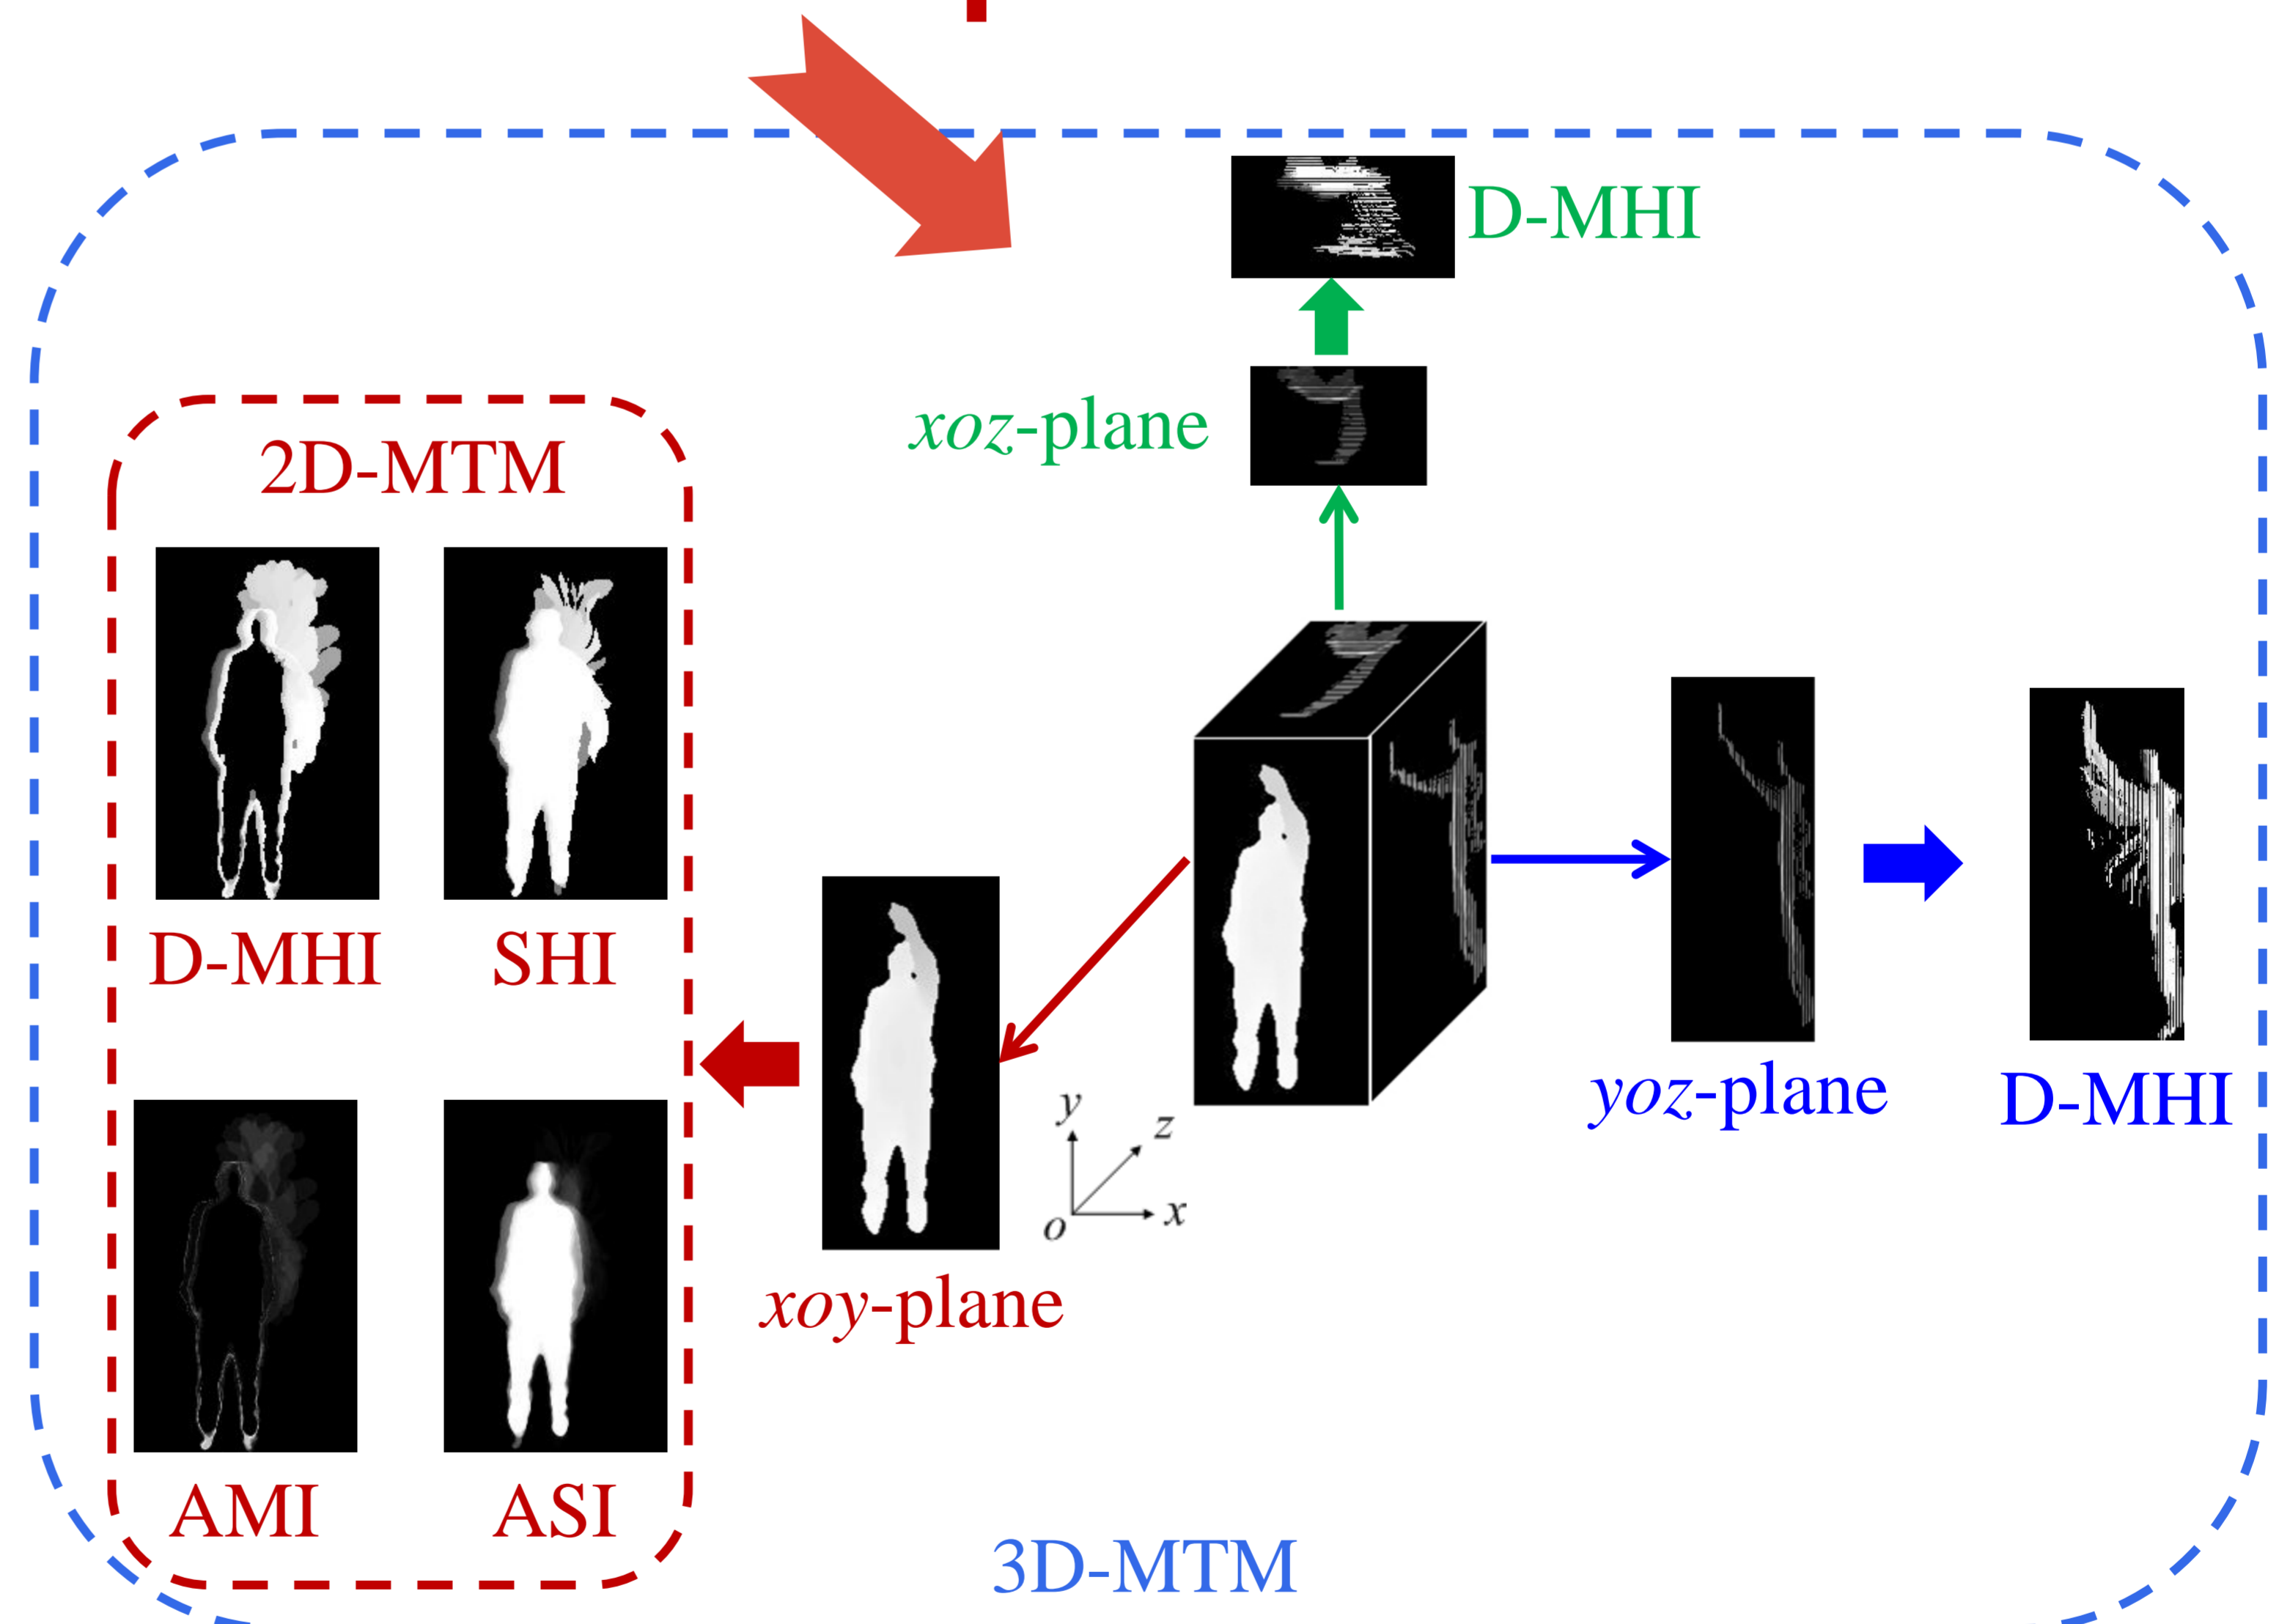 D-MHI
xoz-plane
2D-MTM
D-MHI SHI
yoz-plane
D-MHI
y
z
o
x
xoy-plane
AMI ASI
3D-MTM